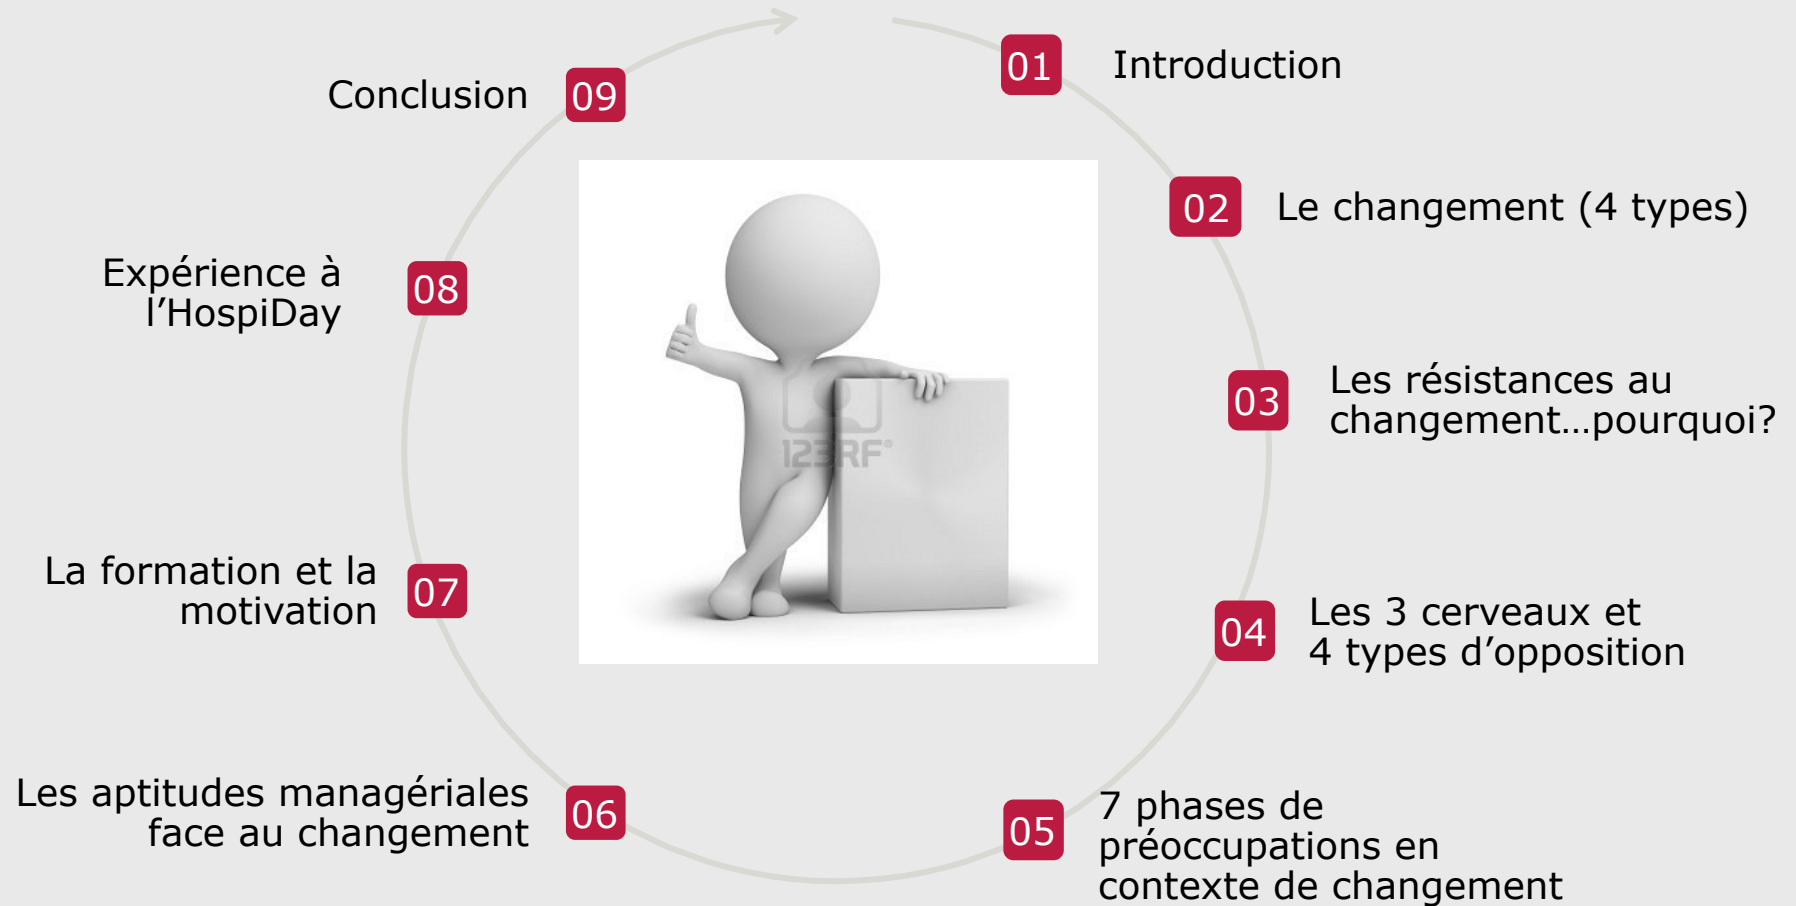 01
Introduction
02
Le changement (4 types)
03
Les résistances au
changement...pourquoi?
04
Les 3 cerveaux et
4 types d’opposition
05
7 phases de
préoccupations en
contexte de changement
06
Les aptitudes managériales
face au changement
07
La formation et la
motivation
08
Expérience à
l’HospiDay
09
Conclusion
123RF®